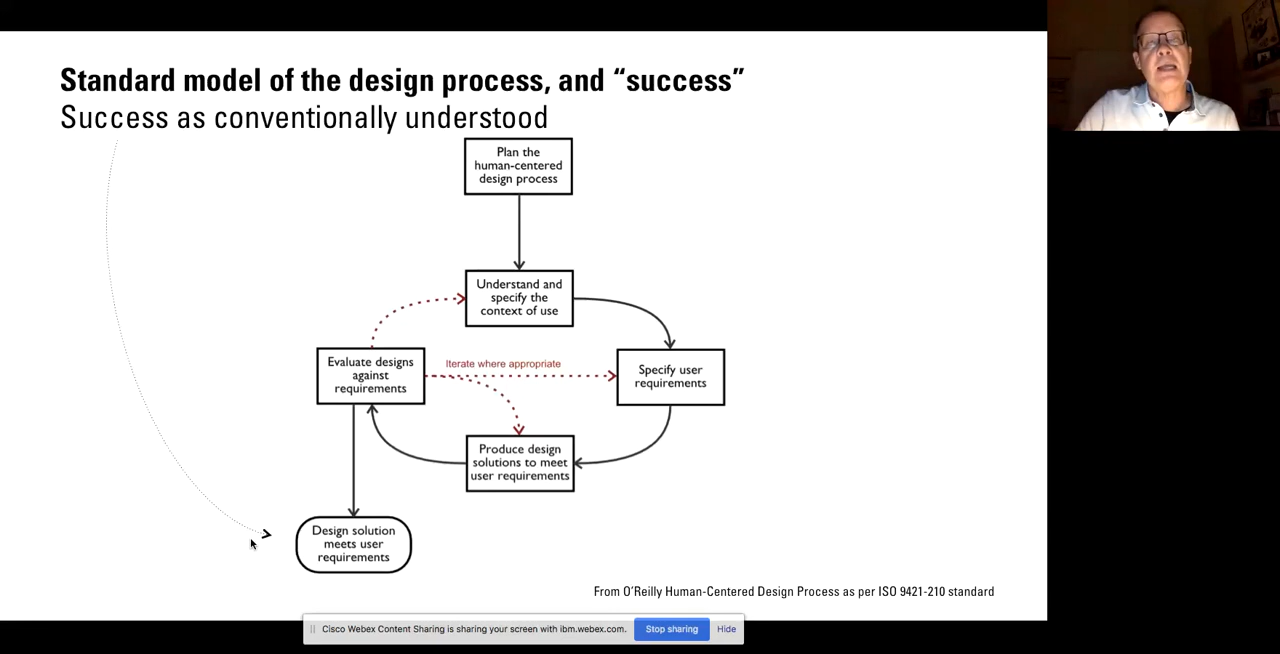 Standard model of the design process, and “success”
Success as conventionally understood
Plan the
human-centered
design process
Understand and
specify the
context of use
Evaluate designs
against
requirements
Iterate where appropriate
Specify user
requirements
Produce design
solutions to meet
user requirements
Design solution
meets user
requirements
From O’Reilly Human-Centered Design Process as per ISO 9421-210 standard
Cisco Webex Content Sharing is sharing your screen with ibm.webex.com. Stop sharing Hide